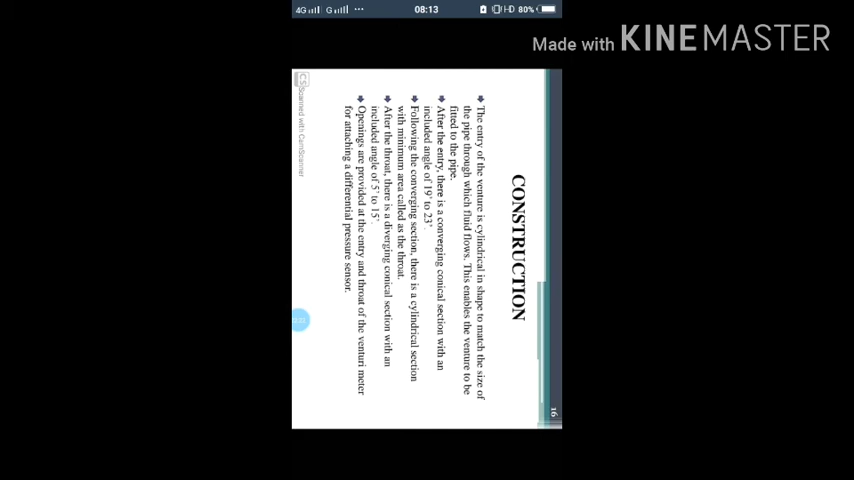 4G G ... 08:13 HD 80%
Made with KINEMASTER
16
CONSTRUCTION
The entry of the venture is cylindrical in shape to match the size of
the pipe through which fluid flows. This enables the venture to be
fitted to the pipe.
After the entry, there is a converging conical section with an
included angle of 19° to 23°.
Following the converging section, there is a cylindrical section
with minimum area called as the throat.
After the throat, there is a diverging conical section with an
included angle of 5° to 15°.
Openings are provided at the entry and throat of the venturi meter
for attaching a differential pressure sensor.
CS Scanned with CamScanner